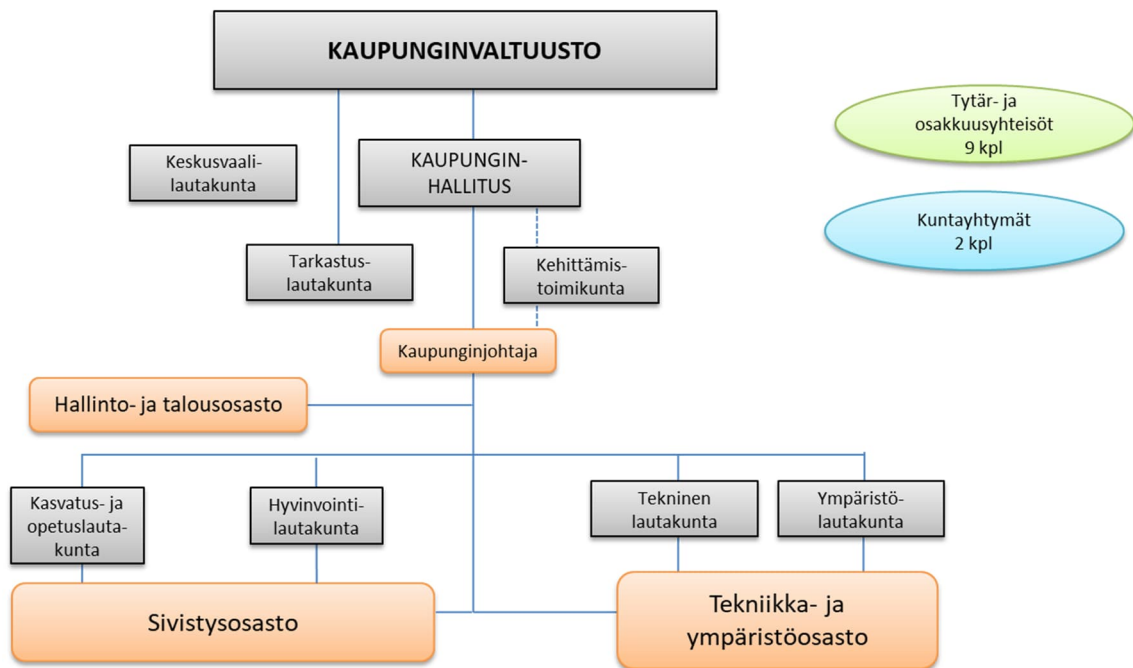 KAUPUNGINVALTUUSTO
Tytär- ja
osakkuusyhteisöt
9 kpl
Keskusvaali-
lautakunta
KAUPUNGIN-
HALLITUS
Kuntayhtymät
2 kpl
Tarkastus-
lautakunta
Kehittämis-
toimikunta
Kaupunginjohtaja
Hallinto- ja talousosasto
Kasvatus- ja
opetuslauta-
kunta
Hyvinvointi-
lautakunta
Tekninen
lautakunta
Ympäristö-
lautakunta
Sivistysosasto
Tekniikka- ja
ympäristöosasto